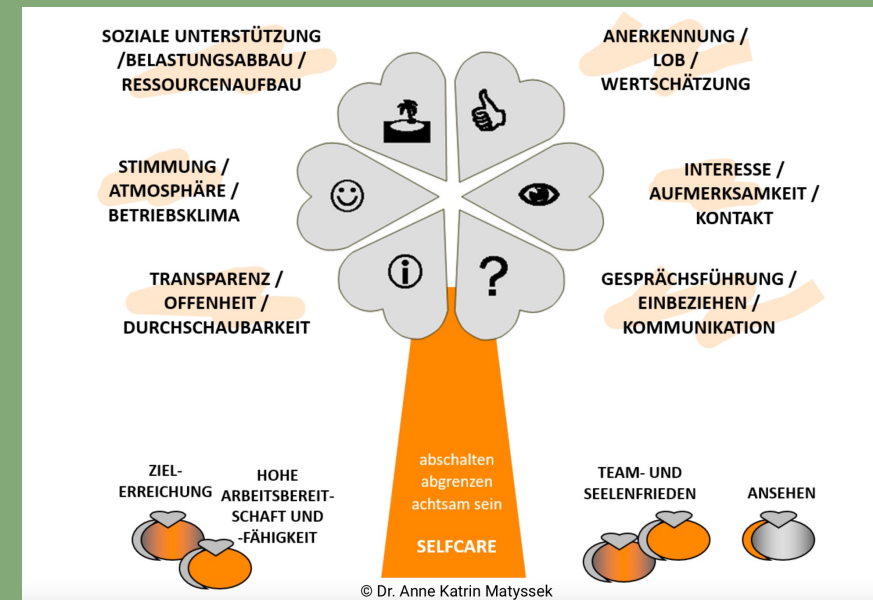 SOZIALE UNTERSTÜTZUNG
/BELASTUNGSABBAU /
RESSOURCENAUFBAU
ANERKENNUNG /
LOB /
WERTSCHÄTZUNG
STIMMUNG /
ATMOSPHÄRE /
BETRIEBSKLIMA
INTERESSE /
AUFMERKSAMKEIT /
KONTAKT
TRANSPARENZ /
OFFENHEIT /
DURCHSCHAUBARKEIT
i
?
GESPRÄCHSFÜHRUNG /
EINBEZIEHEN /
KOMMUNIKATION
abschalten
abgrenzen
achtsam sein
SELFCARE
ZIEL-
ERREICHUNG
HOHE
ARBEITSBEREIT-
SCHAFT UND
-FÄHIGKEIT
TEAM- UND
SEELENFRIEDEN
ANSEHEN
© Dr. Anne Katrin Matyssek